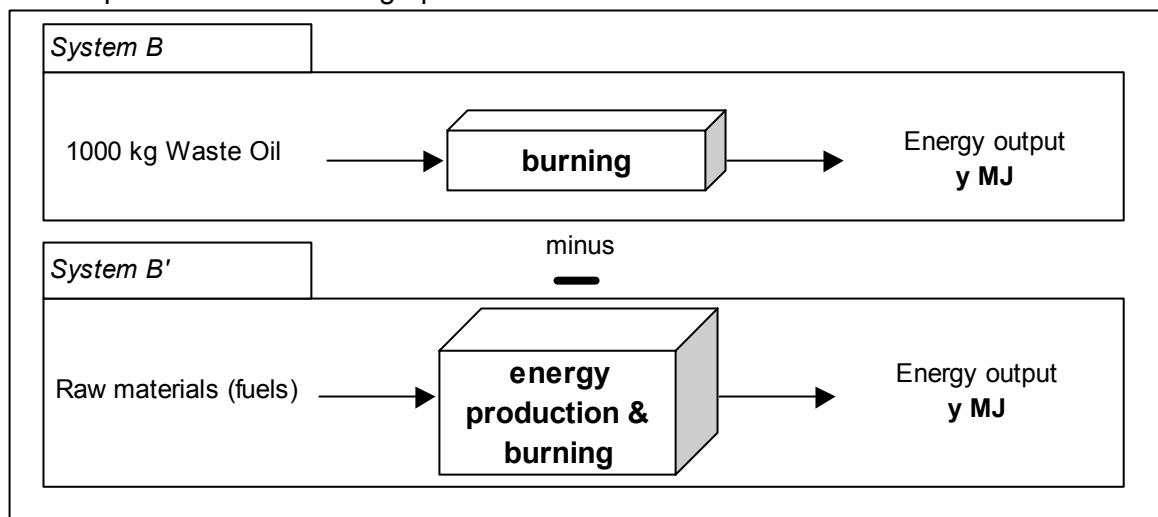 System B
1000 kg Waste Oil
burning
Energy output
y MJ
minus
System B'
Raw materials (fuels)
energy
production &
burning
Energy output
y MJ